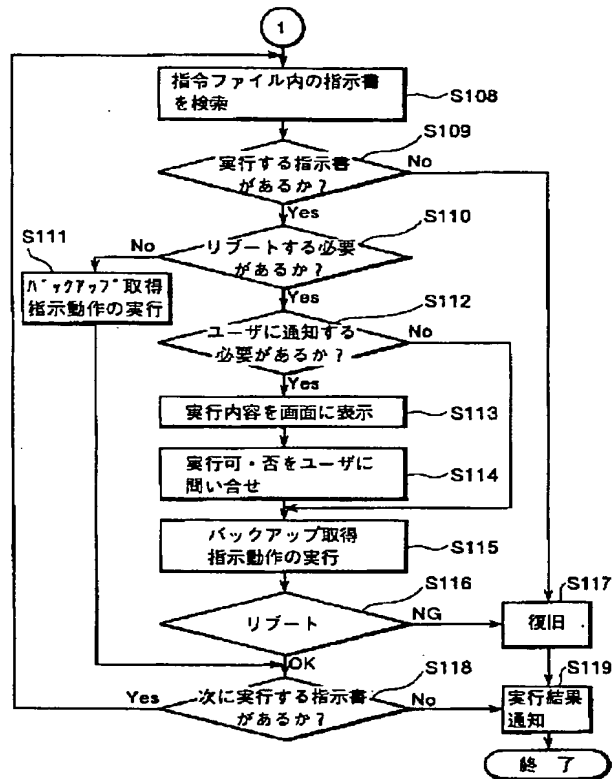 1
指令ファイル内の指示書
を検索
S108
S109
実行する指示書
があるか?
No
Yes
S110
リブートする必要
があるか?
No
S111
バックアップ取得
指示動作の実行
Yes
S112
ユーザに通知する
必要があるか?
No
Yes
実行内容を画面に表示
S113
実行可・否をユーザに
問い合せ
S114
バックアップ取得
指示動作の実行
S115
S116
リブート
NG
S117
復旧
OK
S118
次に実行する指示書
があるか?
Yes
No
S119
実行結果
通知
終 了